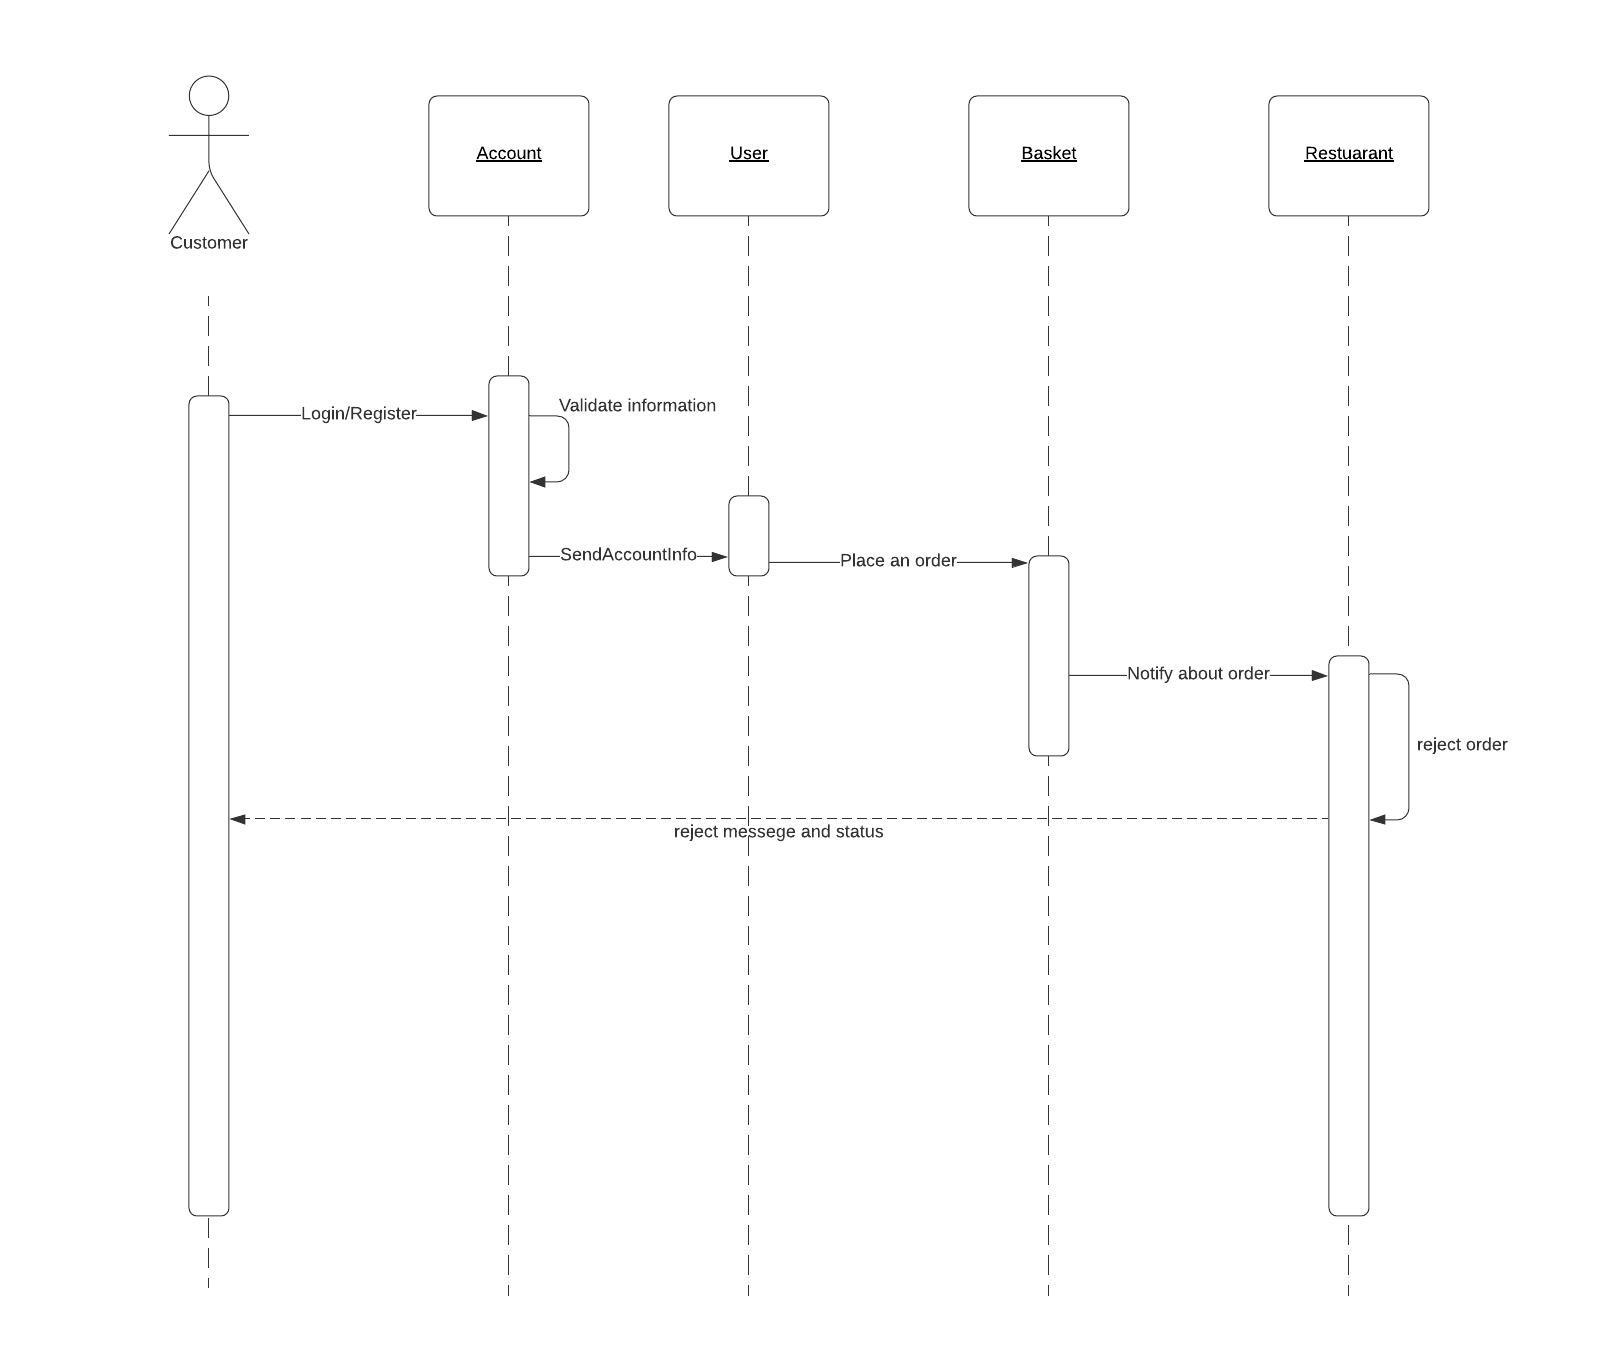 Account
User
Basket
Restuarant
Customer
Login/Register
Validate information
SendAccountInfo
Place an order
Notify about order
reject order
reject messege and status